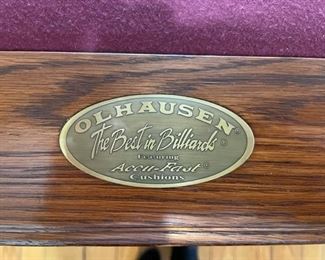 OLHAUSEN®
The Best in Billiards®
Featuring
Accu-Fast®
Cushions